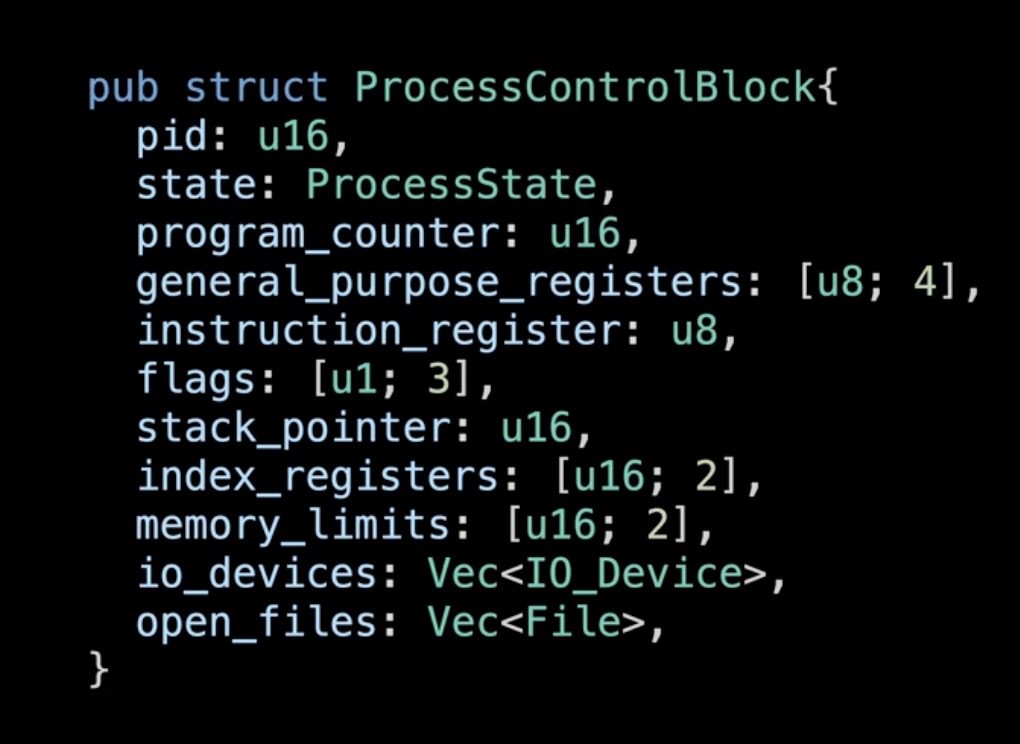 pub struct ProcessControlBlock{
  pid: u16,
  state: ProcessState,
  program_counter: u16,
  general_purpose_registers: [u8; 4],
  instruction_register: u8,
  flags: [u1; 3],
  stack_pointer: u16,
  index_registers: [u16; 2],
  memory_limits: [u16; 2],
  io_devices: Vec<IO_Device>,
  open_files: Vec<File>,
}